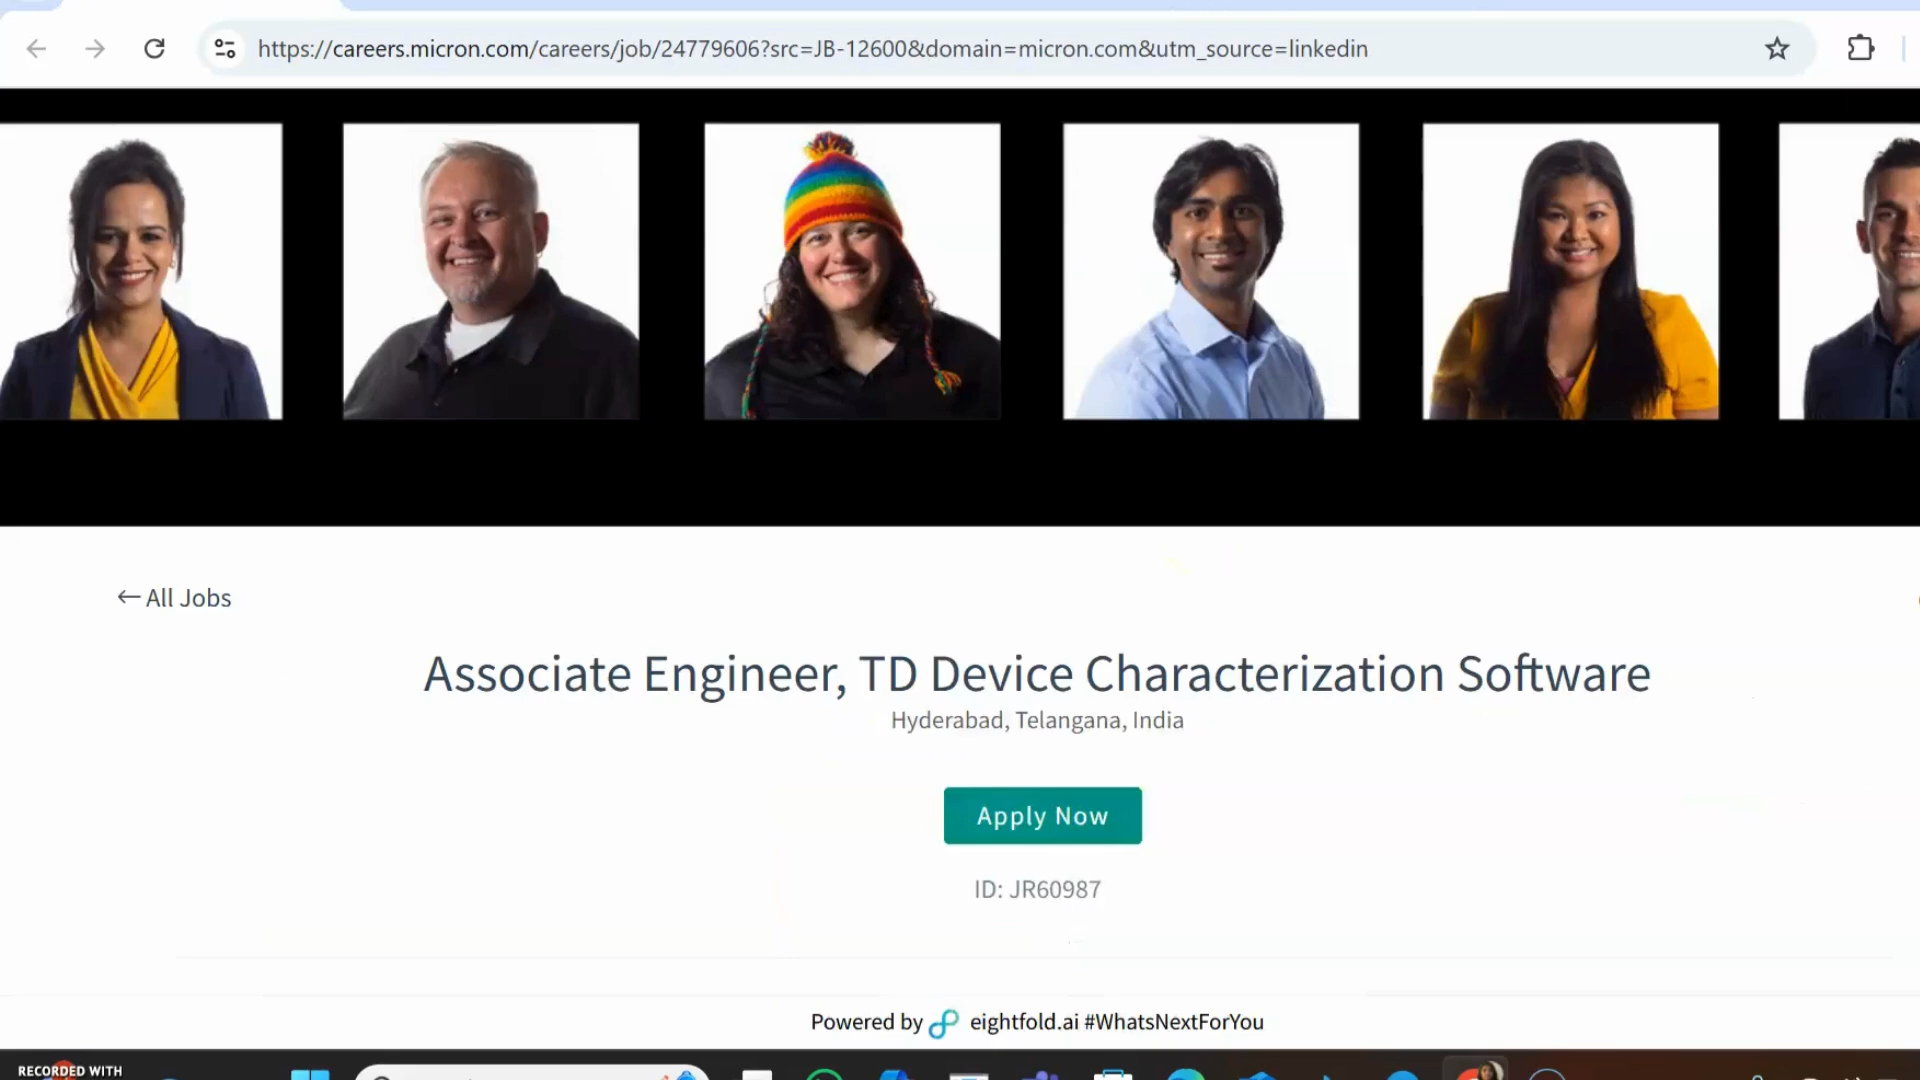 https://careers.micron.com/careers/job/24779606?src=JB-12600&domain=micron.com&utm_source=linkedin
← All Jobs
Associate Engineer, TD Device Characterization Software
Hyderabad, Telangana, India
Apply Now
ID: JR60987
Powered by eightfold.ai #WhatsNextForYou
RECORDED WITH